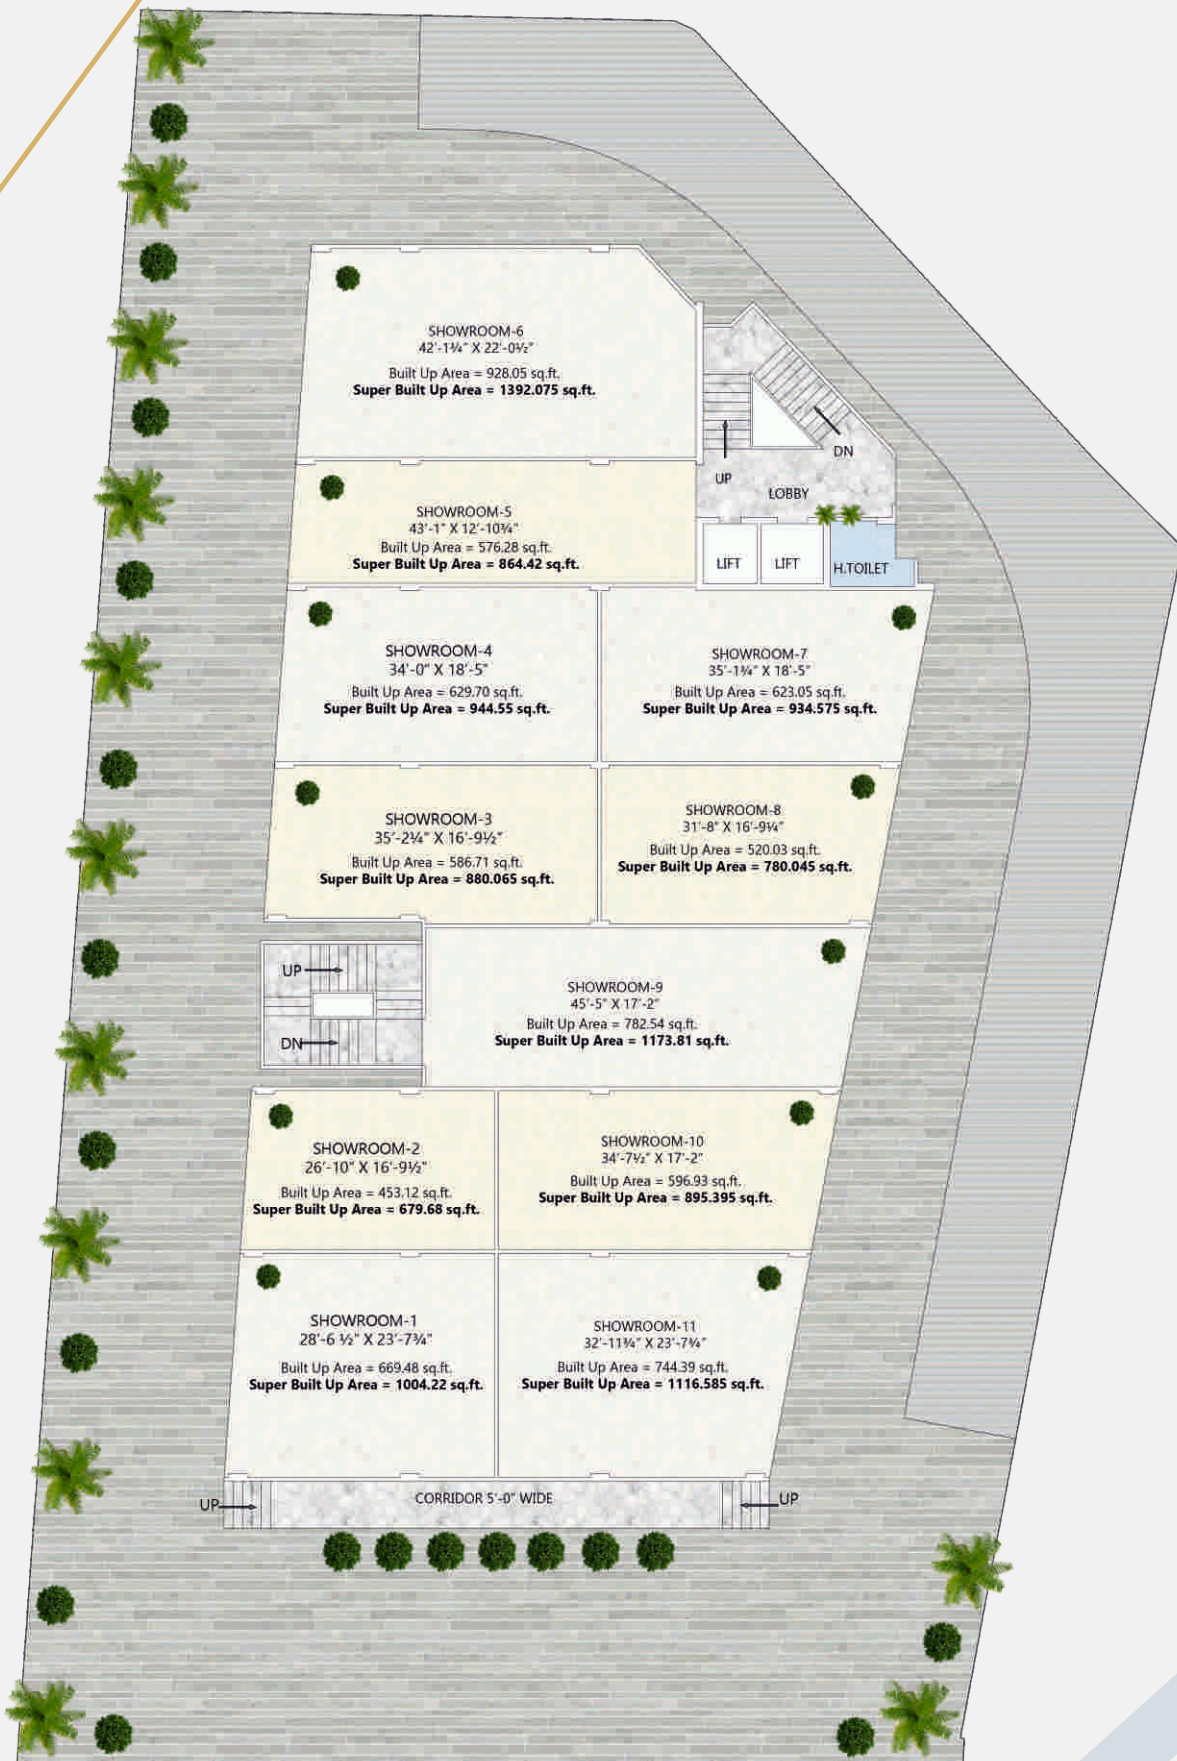 SHOWROOM-6
42'-1¾" X 22'-0½"
Built Up Area = 928.05 sq.ft.
Super Built Up Area = 1392.075 sq.ft.
UP
DN
LOBBY
SHOWROOM-5
43'-1" X 12'-10¾"
Built Up Area = 576.28 sq.ft.
Super Built Up Area = 864.42 sq.ft.
LIFT
LIFT
H.TOILET
SHOWROOM-4
34'-0" X 18'-5"
Built Up Area = 629.70 sq.ft.
Super Built Up Area = 944.55 sq.ft.
SHOWROOM-7
35'-1¾" X 18'-5"
Built Up Area = 623.05 sq.ft.
Super Built Up Area = 934.575 sq.ft.
SHOWROOM-3
35'-2¼" X 16'-9½"
Built Up Area = 586.71 sq.ft.
Super Built Up Area = 880.065 sq.ft.
SHOWROOM-8
31'-8" X 16'-9¼"
Built Up Area = 520.03 sq.ft.
Super Built Up Area = 780.045 sq.ft.
UP
DN
SHOWROOM-9
45'-5" X 17'-2"
Built Up Area = 782.54 sq.ft.
Super Built Up Area = 1173.81 sq.ft.
SHOWROOM-2
26'-10" X 16'-9½"
Built Up Area = 453.12 sq.ft.
Super Built Up Area = 679.68 sq.ft.
SHOWROOM-10
34'-7½" X 17'-2"
Built Up Area = 596.93 sq.ft.
Super Built Up Area = 895.395 sq.ft.
SHOWROOM-1
28'-6 ½" X 23'-7¾"
Built Up Area = 669.48 sq.ft.
Super Built Up Area = 1004.22 sq.ft.
SHOWROOM-11
32'-11¾" X 23'-7¾"
Built Up Area = 744.39 sq.ft.
Super Built Up Area = 1116.585 sq.ft.
UP
CORRIDOR 5'-0" WIDE
UP